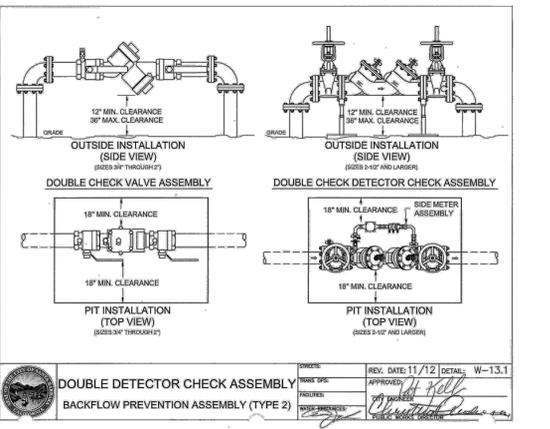 12" MIN. CLEARANCE
36" MAX. CLEARANCE
GRADE
OUTSIDE INSTALLATION
(SIDE VIEW)
(SIZES 3/4" THROUGH 2")
DOUBLE CHECK VALVE ASSEMBLY
18" MIN. CLEARANCE
18" MIN. CLEARANCE
PIT INSTALLATION
(TOP VIEW)
(SIZES 3/4" THROUGH 2")
12" MIN. CLEARANCE
36" MAX. CLEARANCE
GRADE
OUTSIDE INSTALLATION
(SIDE VIEW)
(SIZES 2-1/2" AND LARGER)
DOUBLE CHECK DETECTOR CHECK ASSEMBLY
18" MIN. CLEARANCE
SIDE METER
ASSEMBLY
18" MIN. CLEARANCE
PIT INSTALLATION
(TOP VIEW)
(SIZES 2-1/2" AND LARGER)
DOUBLE DETECTOR CHECK ASSEMBLY
BACKFLOW PREVENTION ASSEMBLY (TYPE 2)
STREETS:
TRANS. OPS:
FACILITIES:
WATER RESOURCES:
REV. DATE: 11/12 DETAIL: W-13.1
APPROVED:
CITY ENGINEER
PUBLIC WORKS DIRECTOR